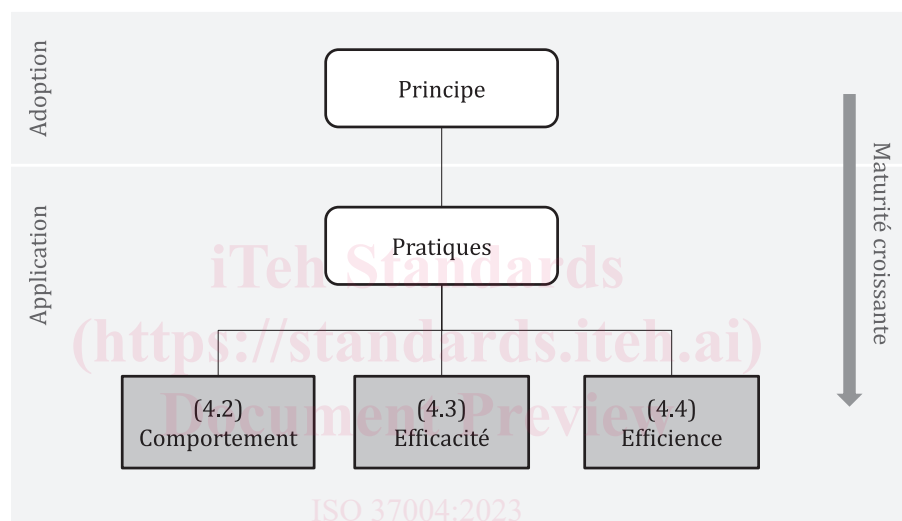 Adoption
Principe
Maturité croissante
Application
Pratiques
iTeh Standards
(https://standards.iteh.ai)
Document Preview
(4.2)
Comportement
(4.3)
Efficacité
(4.4)
Efficience
ISO 37004:2023